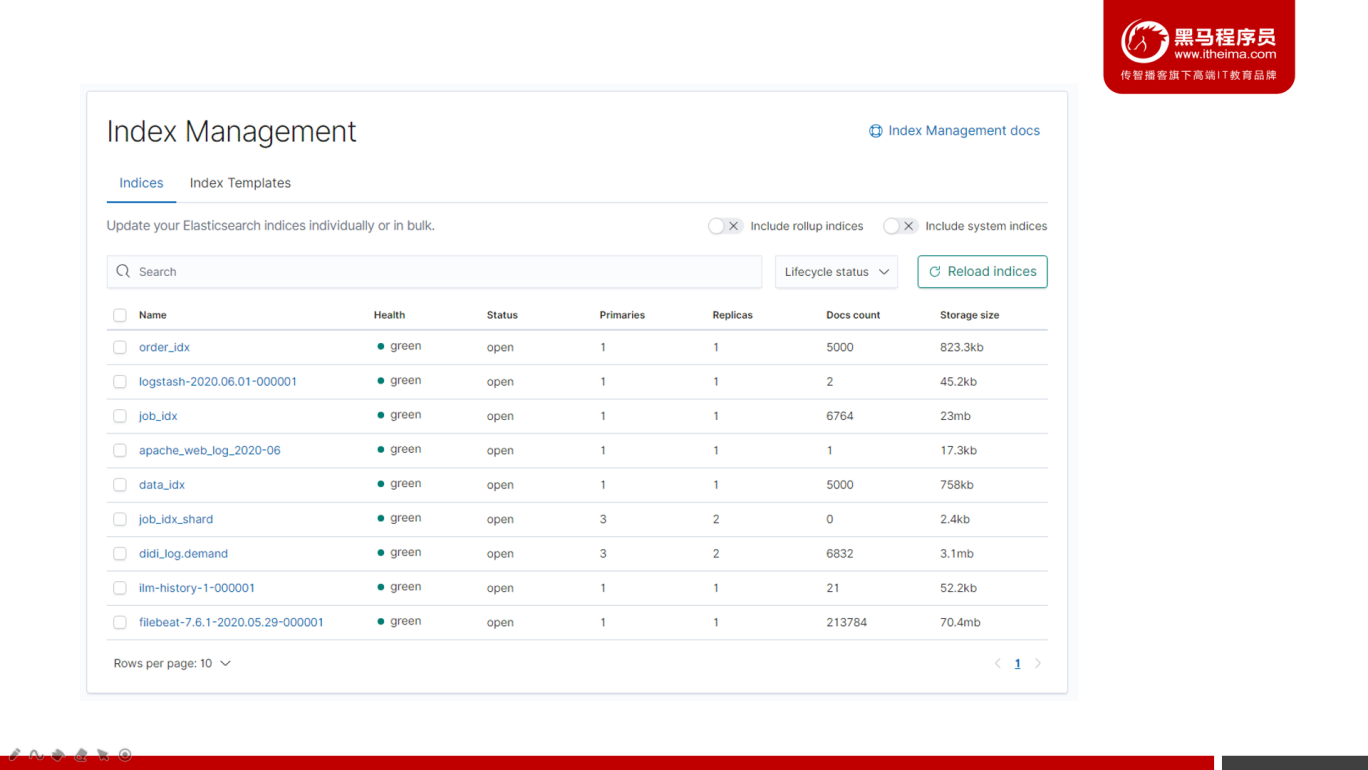 黑马程序员
www.itheima.com
传智播客旗下高端IT教育品牌
Index Management
Index Management docs
Indices Index Templates
Update your Elasticsearch indices individually or in bulk.
Include rollup indices Include system indices
Search Lifecycle status Reload indices
Name Health Status Primaries Replicas Docs count Storage size
order_idx green open 1 1 5000 823.3kb
logstash-2020.06.01-000001 green open 1 1 2 45.2kb
job_idx green open 1 1 6764 23mb
apache_web_log_2020-06 green open 1 1 1 17.3kb
data_idx green open 1 1 5000 758kb
job_idx_shard green open 3 2 0 2.4kb
didi_log.demand green open 3 2 6832 3.1mb
ilm-history-1-000001 green open 1 1 21 52.2kb
filebeat-7.6.1-2020.05.29-000001 green open 1 1 213784 70.4mb
Rows per page: 10 1